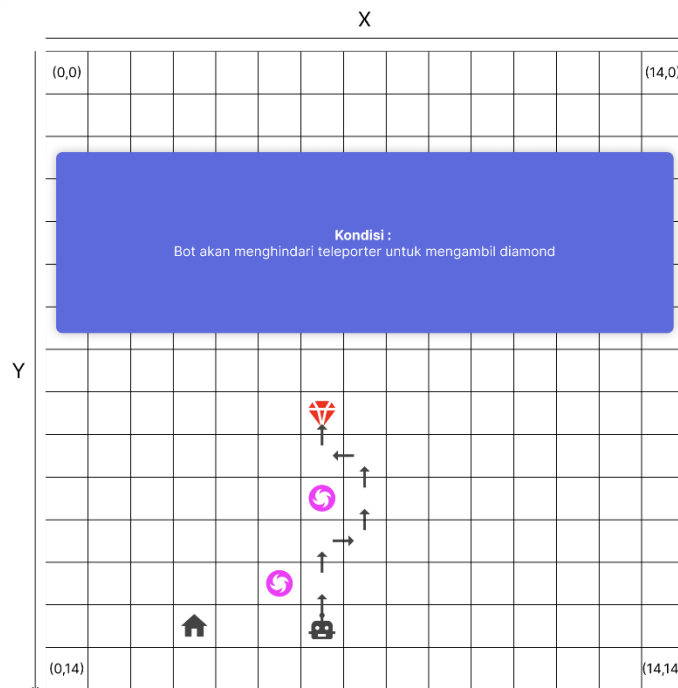 X
(0,0)
(14,0)
Kondisi :
Bot akan menghindari teleporter untuk mengambil diamond
Y
(0,14)
(14,14